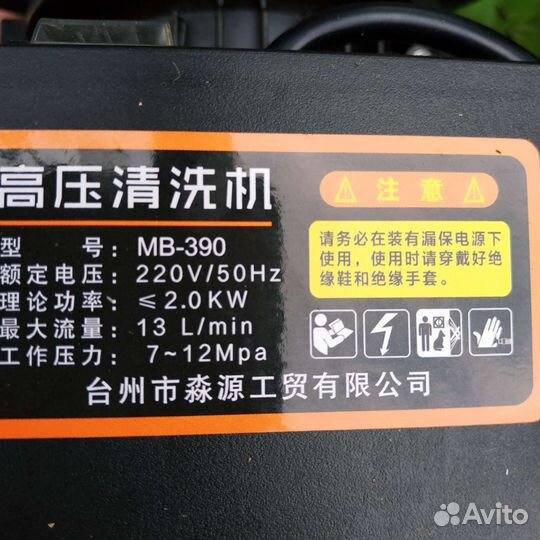 高压清洗机
型 号: MB-390
额定电压: 220V/50Hz
理论功率: ≤2.0KW
最大流量: 13 L/min
工作压力: 7~12Mpa
注意
请务必在装有漏保电源下
使用，使用时请穿戴好绝
缘鞋和绝缘手套。
台州市淼源工贸有限公司
Avito